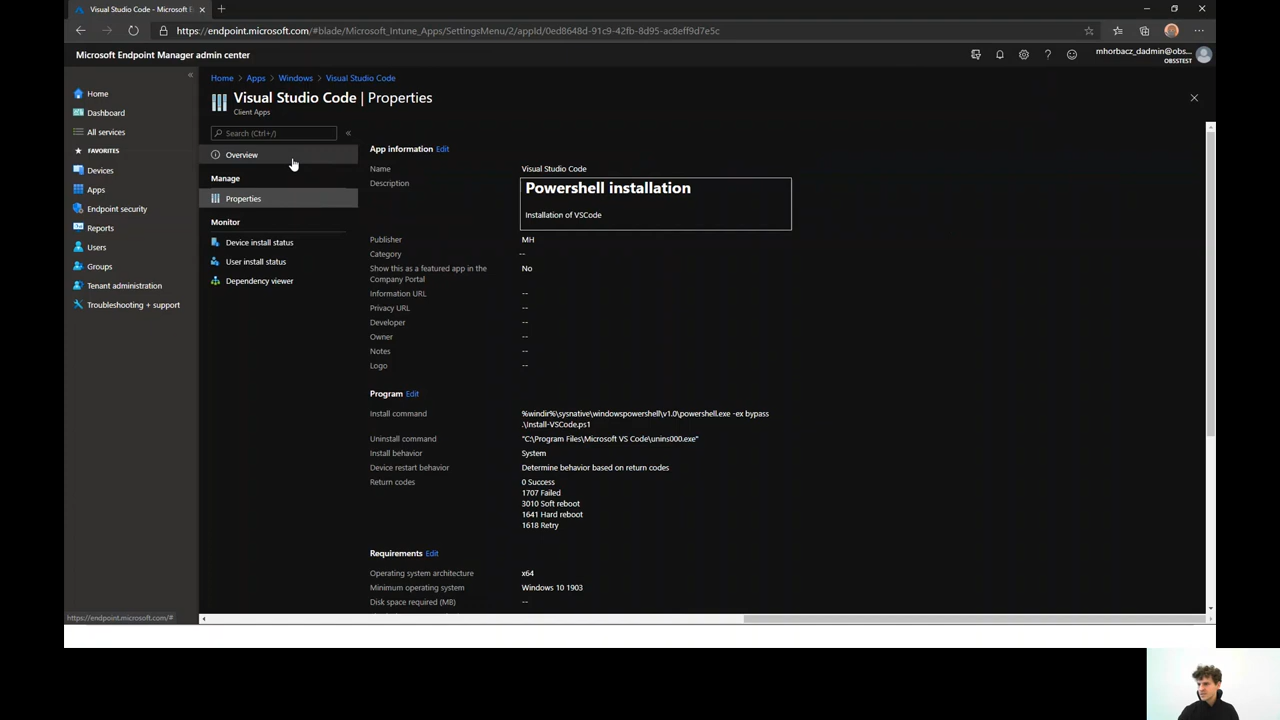 Visual Studio Code - Microsoft E
https://endpoint.microsoft.com/#blade/Microsoft_Intune_Apps/SettingsMenu/2/appId/0ed8648d-91c9-42fb-8d95-ac8eff9d7e5c
Microsoft Endpoint Manager admin center
mhorbacz_dadmin@obs...
OBSSTEST
Home
Dashboard
All services
FAVORITES
Devices
Apps
Endpoint security
Reports
Users
Groups
Tenant administration
Troubleshooting + support
https://endpoint.microsoft.com/#
Home > Apps > Windows > Visual Studio Code
Visual Studio Code | Properties
Client Apps
Search (Ctrl+/)
Overview
Manage
Properties
Monitor
Device install status
User install status
Dependency viewer
App information Edit
Name Visual Studio Code
Description Powershell installation
Installation of VSCode
Publisher MH
Category --
Show this as a featured app in the No
Company Portal
Information URL --
Privacy URL --
Developer --
Owner --
Notes --
Logo --
Program Edit
Install command %windir%\sysnative\windowspowershell\v1.0\powershell.exe -ex bypass
.\Install-VSCode.ps1
Uninstall command "C:\Program Files\Microsoft VS Code\unins000.exe"
Install behavior System
Device restart behavior Determine behavior based on return codes
Return codes 0 Success
1707 Failed
3010 Soft reboot
1641 Hard reboot
1618 Retry
Requirements Edit
Operating system architecture x64
Minimum operating system Windows 10 1903
Disk space required (MB) --